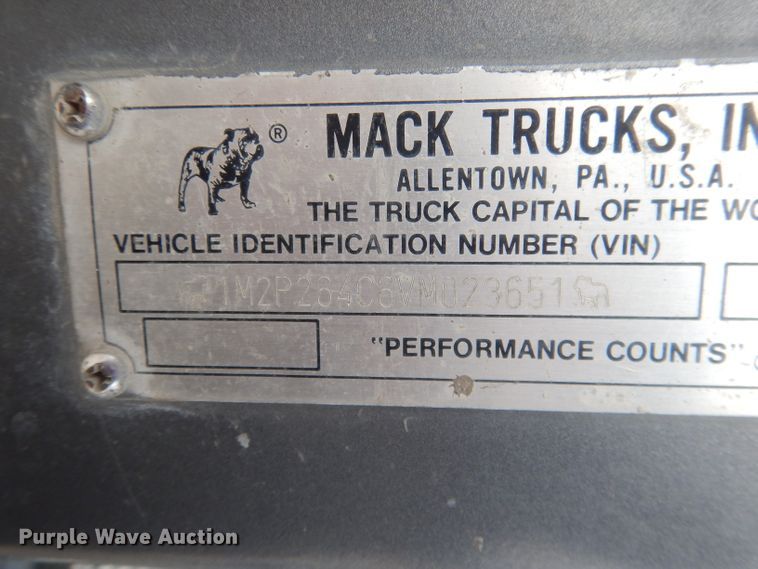 ® MACK TRUCKS, IN
ALLENTOWN, PA., U.S.A.
THE TRUCK CAPITAL OF THE WO
VEHICLE IDENTIFICATION NUMBER (VIN)
1M2P264C6VM023651
"PERFORMANCE COUNTS"
Purple Wave Auction